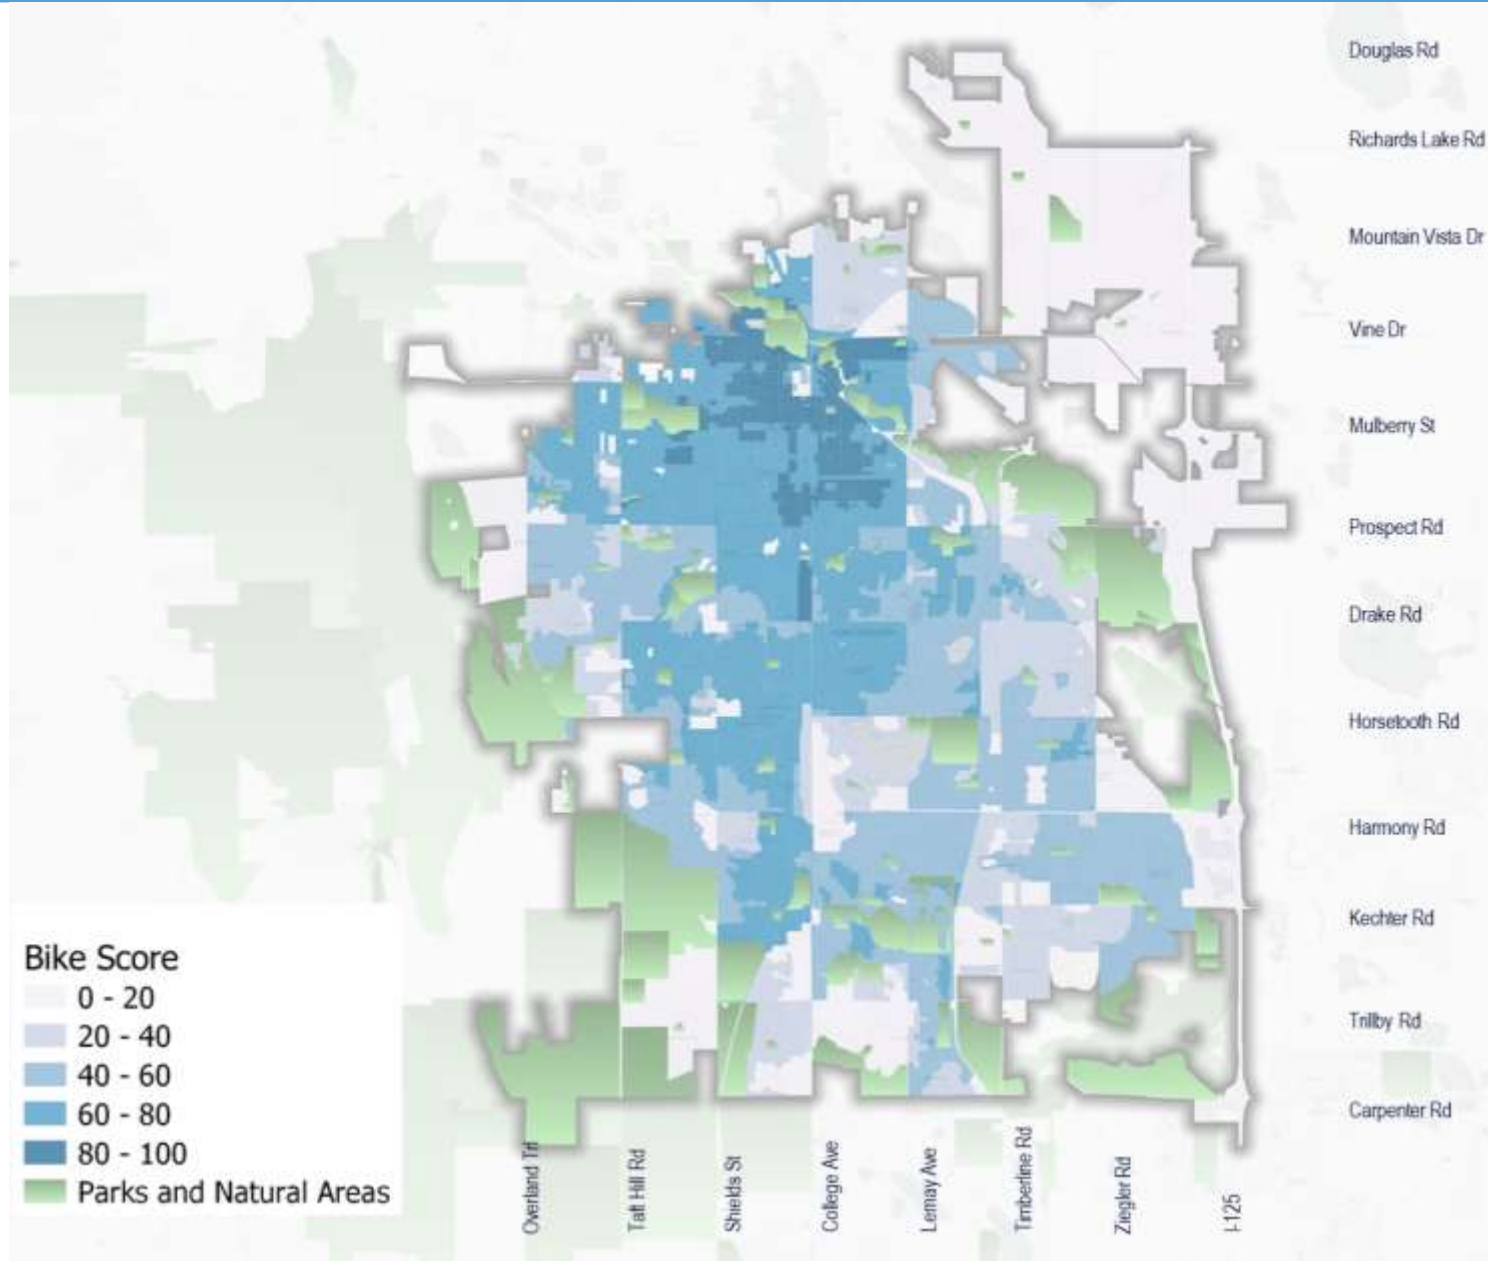 Douglas Rd
Richards Lake Rd
Mountain Vista Dr
Vine Dr
Mulberry St
Prospect Rd
Drake Rd
Horsetooth Rd
Harmony Rd
Kechter Rd
Trillby Rd
Carpenter Rd
Bike Score
0 - 20
20 - 40
40 - 60
60 - 80
80 - 100
Parks and Natural Areas
Overland Trl
Taft Hill Rd
Shields St
College Ave
Lemay Ave
Timberline Rd
Ziegler Rd
I-125